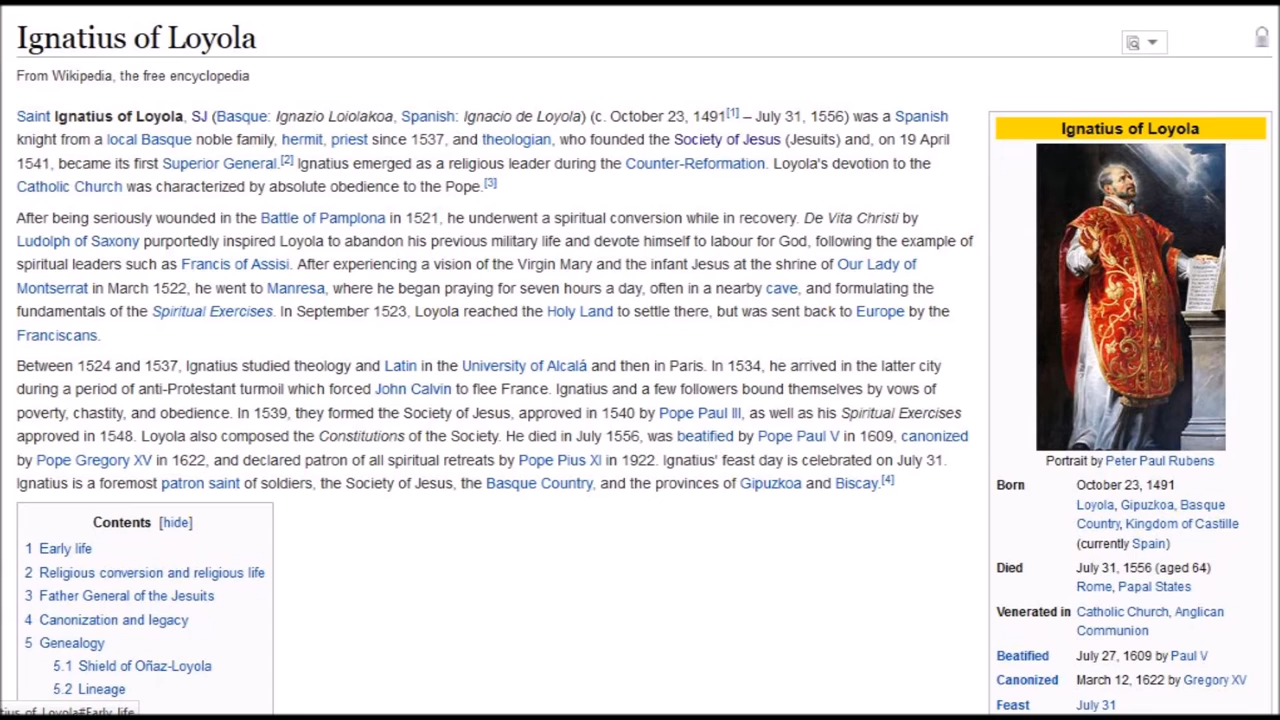 Ignatius of Loyola
From Wikipedia, the free encyclopedia
Saint Ignatius of Loyola, SJ (Basque: Ignazio Loiolakoa, Spanish: Ignacio de Loyola) (c. October 23, 1491[1] – July 31, 1556) was a Spanish
knight from a local Basque noble family, hermit, priest since 1537, and theologian, who founded the Society of Jesus (Jesuits) and, on 19 April
1541, became its first Superior General.[2] Ignatius emerged as a religious leader during the Counter-Reformation. Loyola's devotion to the
Catholic Church was characterized by absolute obedience to the Pope.[3]
After being seriously wounded in the Battle of Pamplona in 1521, he underwent a spiritual conversion while in recovery. De Vita Christi by
Ludolph of Saxony purportedly inspired Loyola to abandon his previous military life and devote himself to labour for God, following the example of
spiritual leaders such as Francis of Assisi. After experiencing a vision of the Virgin Mary and the infant Jesus at the shrine of Our Lady of
Montserrat in March 1522, he went to Manresa, where he began praying for seven hours a day, often in a nearby cave, and formulating the
fundamentals of the Spiritual Exercises. In September 1523, Loyola reached the Holy Land to settle there, but was sent back to Europe by the
Franciscans.
Between 1524 and 1537, Ignatius studied theology and Latin in the University of Alcalá and then in Paris. In 1534, he arrived in the latter city
during a period of anti-Protestant turmoil which forced John Calvin to flee France. Ignatius and a few followers bound themselves by vows of
poverty, chastity, and obedience. In 1539, they formed the Society of Jesus, approved in 1540 by Pope Paul III, as well as his Spiritual Exercises
approved in 1548. Loyola also composed the Constitutions of the Society. He died in July 1556, was beatified by Pope Paul V in 1609, canonized
by Pope Gregory XV in 1622, and declared patron of all spiritual retreats by Pope Pius XI in 1922. Ignatius' feast day is celebrated on July 31.
Ignatius is a foremost patron saint of soldiers, the Society of Jesus, the Basque Country, and the provinces of Gipuzkoa and Biscay.[4]
Contents [hide]
1 Early life
2 Religious conversion and religious life
3 Father General of the Jesuits
4 Canonization and legacy
5 Genealogy
5.1 Shield of Oñaz-Loyola
5.2 Lineage
Ignatius of Loyola
Portrait by Peter Paul Rubens
Born October 23, 1491
Loyola, Gipuzkoa, Basque
Country, Kingdom of Castille
(currently Spain)
Died July 31, 1556 (aged 64)
Rome, Papal States
Venerated in Catholic Church, Anglican
Communion
Beatified July 27, 1609 by Paul V
Canonized March 12, 1622 by Gregory XV
Feast July 31